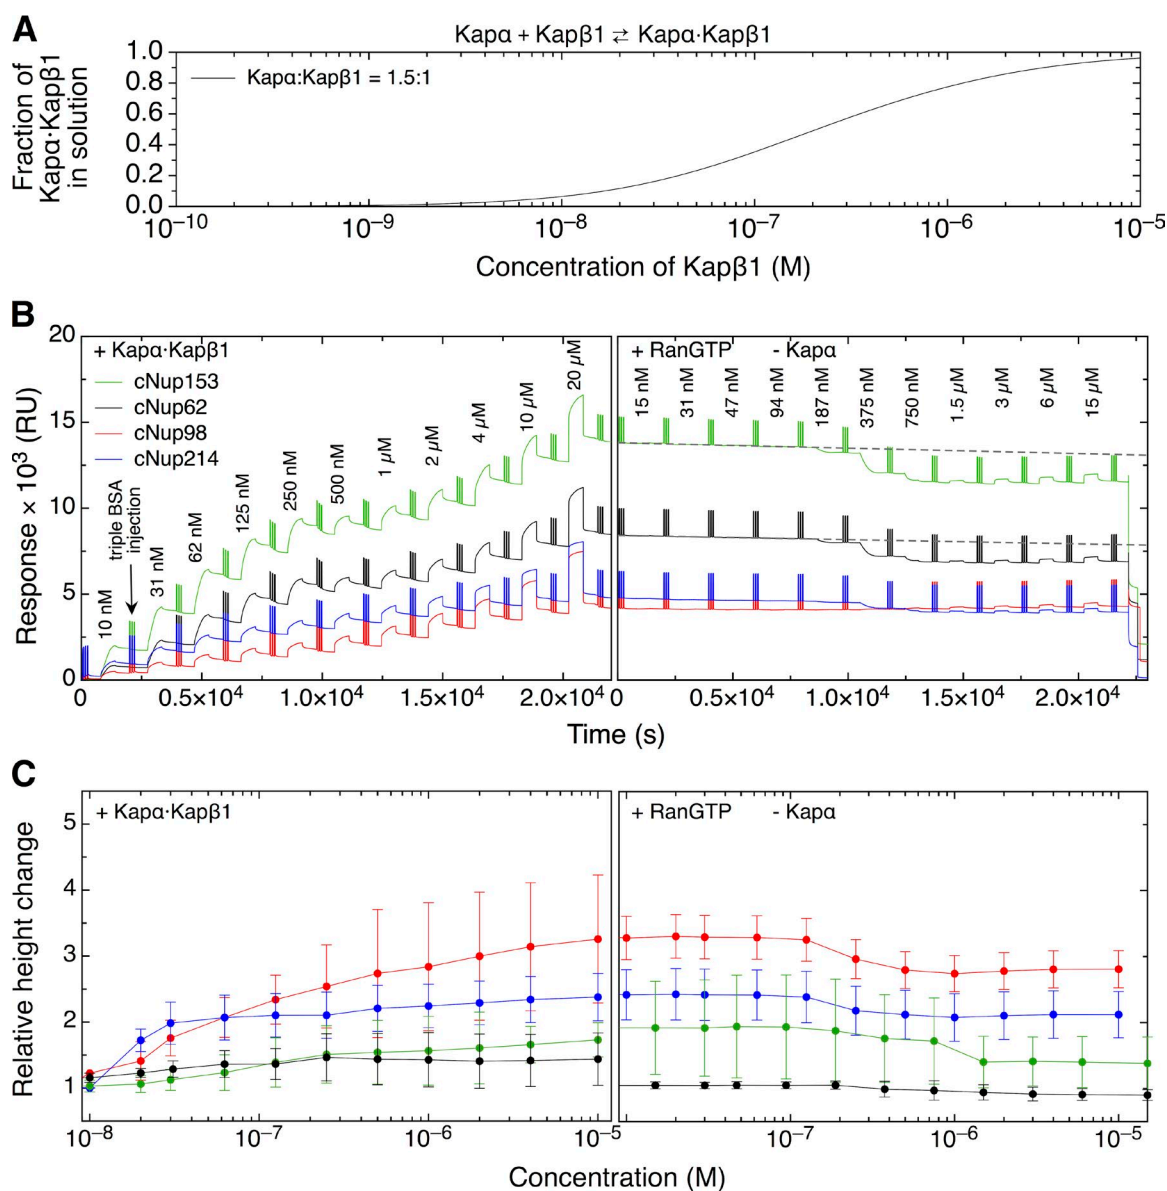 A
Kapα + Kapβ1 ⇄ Kapα·Kapβ1
Fraction of
Kapα·Kapβ1
in solution
1.0
0.8
0.6
0.4
0.2
0.0
Kapα:Kapβ1 = 1.5:1
10⁻¹⁰
10⁻⁹
10⁻⁸
10⁻⁷
10⁻⁶
10⁻⁵
Concentration of Kapβ1 (M)
B
Response × 10³ (RU)
20
15
10
5
0
+ Kapα·Kapβ1
cNup153
cNup62
cNup98
cNup214
10 nM
triple BSA
injection
31 nM
62 nM
125 nM
250 nM
500 nM
1 µM
2 µM
4 µM
10 µM
20 µM
+ RanGTP - Kapα
15 nM
31 nM
47 nM
94 nM
187 nM
375 nM
750 nM
1.5 µM
3 µM
6 µM
15 µM
0 5.0×10⁴ 1.0×10⁴ 1.5×10⁴ 2.0×10⁴
0 5.0×10⁴ 1.0×10⁴ 1.5×10⁴ 2.0×10⁴
Time (s)
C
Relative height change
5
4
3
2
1
+ Kapα·Kapβ1
+ RanGTP - Kapα
10⁻⁸ 10⁻⁷ 10⁻⁶ 10⁻⁵
10⁻⁷ 10⁻⁶ 10⁻⁵
Concentration (M)